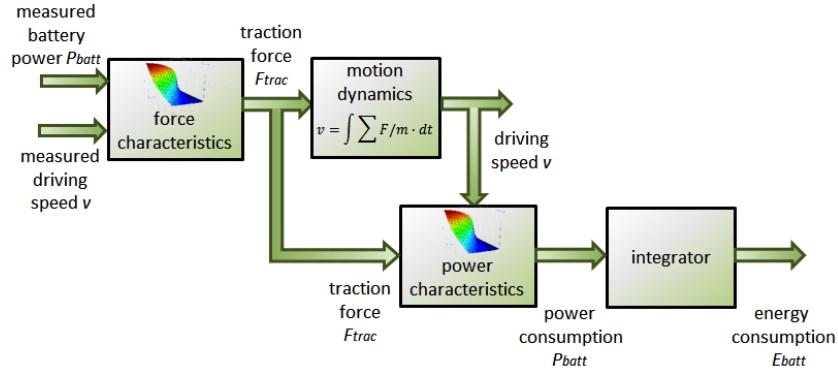 measured
battery
power Pbatt
measured
driving
speed v
force
characteristics
traction
force
Ftrac
motion
dynamics
v = ∫ ∑ F/m · dt
driving
speed v
traction
force
Ftrac
power
characteristics
power
consumption
Pbatt
integrator
energy
consumption
Ebatt